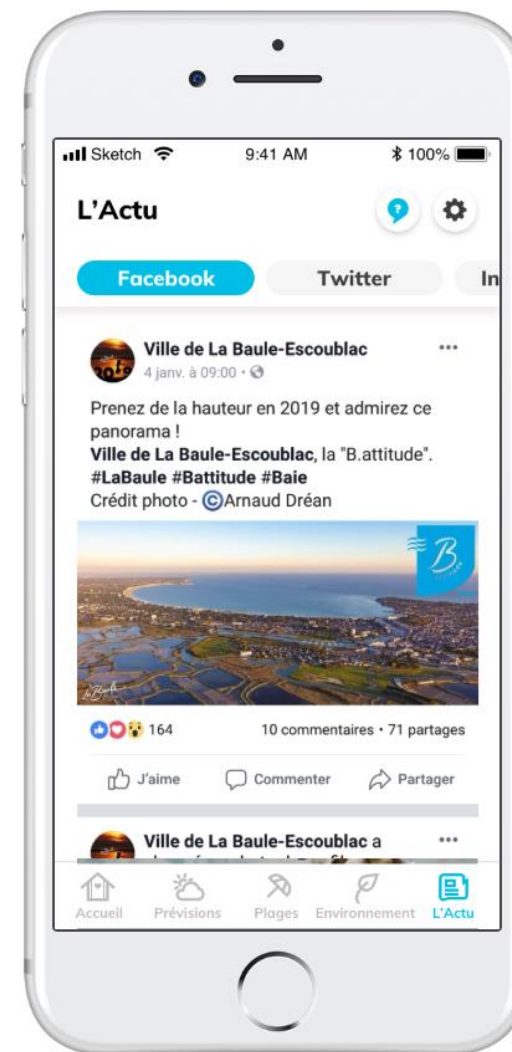 Sketch 9:41 AM 100%
L'Actu ?
Facebook Twitter In
Ville de La Baule-Escoublac
4 janv. à 09:00 •
Prenez de la hauteur en 2019 et admirez ce
panorama !
Ville de La Baule-Escoublac, la "B.attitude".
#LaBaule #Battitude #Baie
Crédit photo - ©Arnaud Dréan
B
La Baule
164 10 commentaires • 71 partages
J'aime Commenter Partager
Ville de La Baule-Escoublac a
Accueil Prévisions Plages Environnement L'Actu